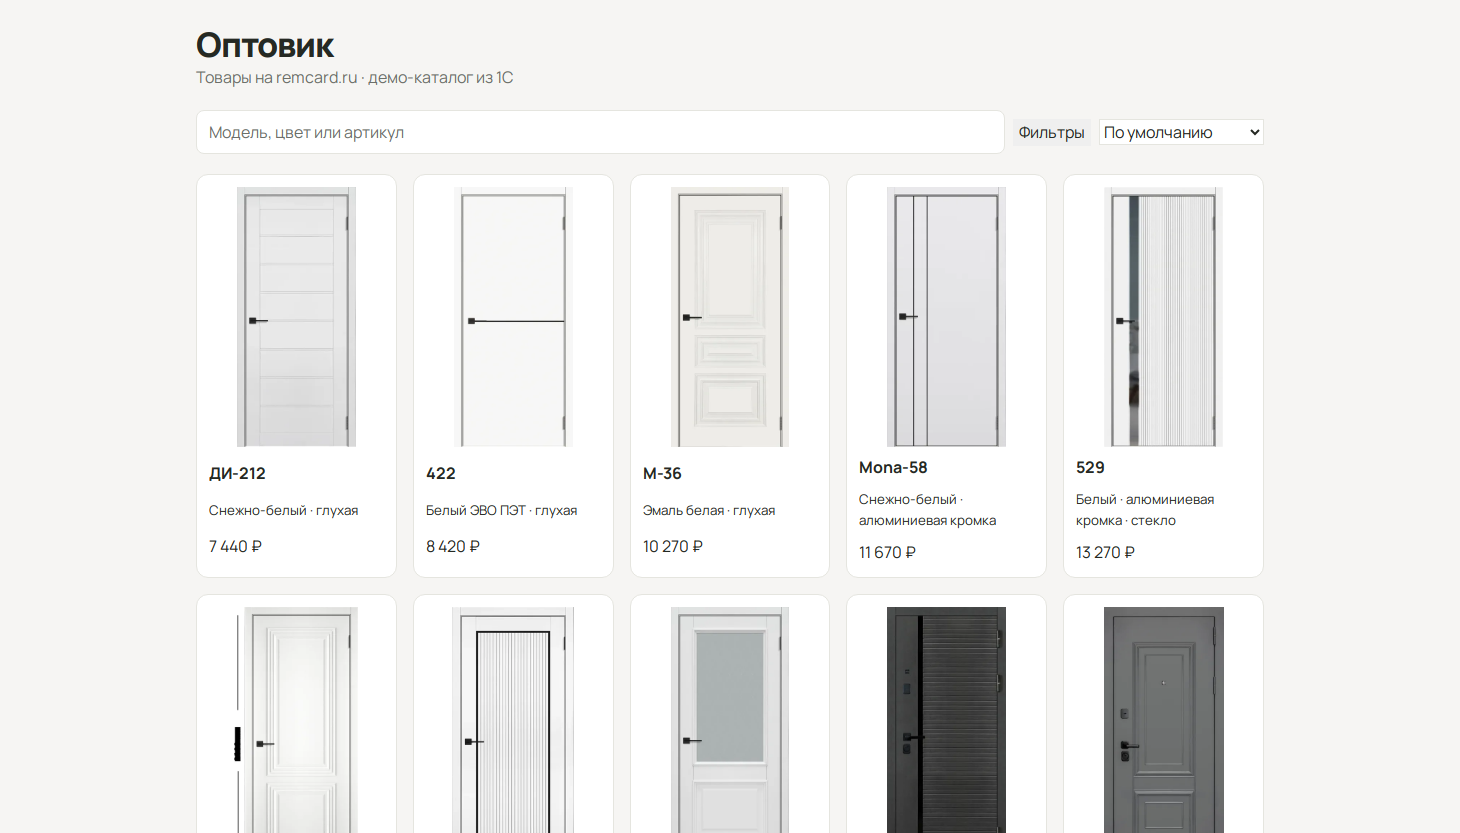 Оптовик
Товары на remcard.ru · демо-каталог из 1С
Модель, цвет или артикул
Фильтры
По умолчанию
ДИ-212
Снежно-белый · глухая
7 440 ₽
422
Белый ЭВО ПЭТ · глухая
8 420 ₽
М-36
Эмаль белая · глухая
10 270 ₽
Mona-58
Снежно-белый ·
алюминиевая кромка
11 670 ₽
529
Белый · алюминиевая
кромка · стекло
13 270 ₽